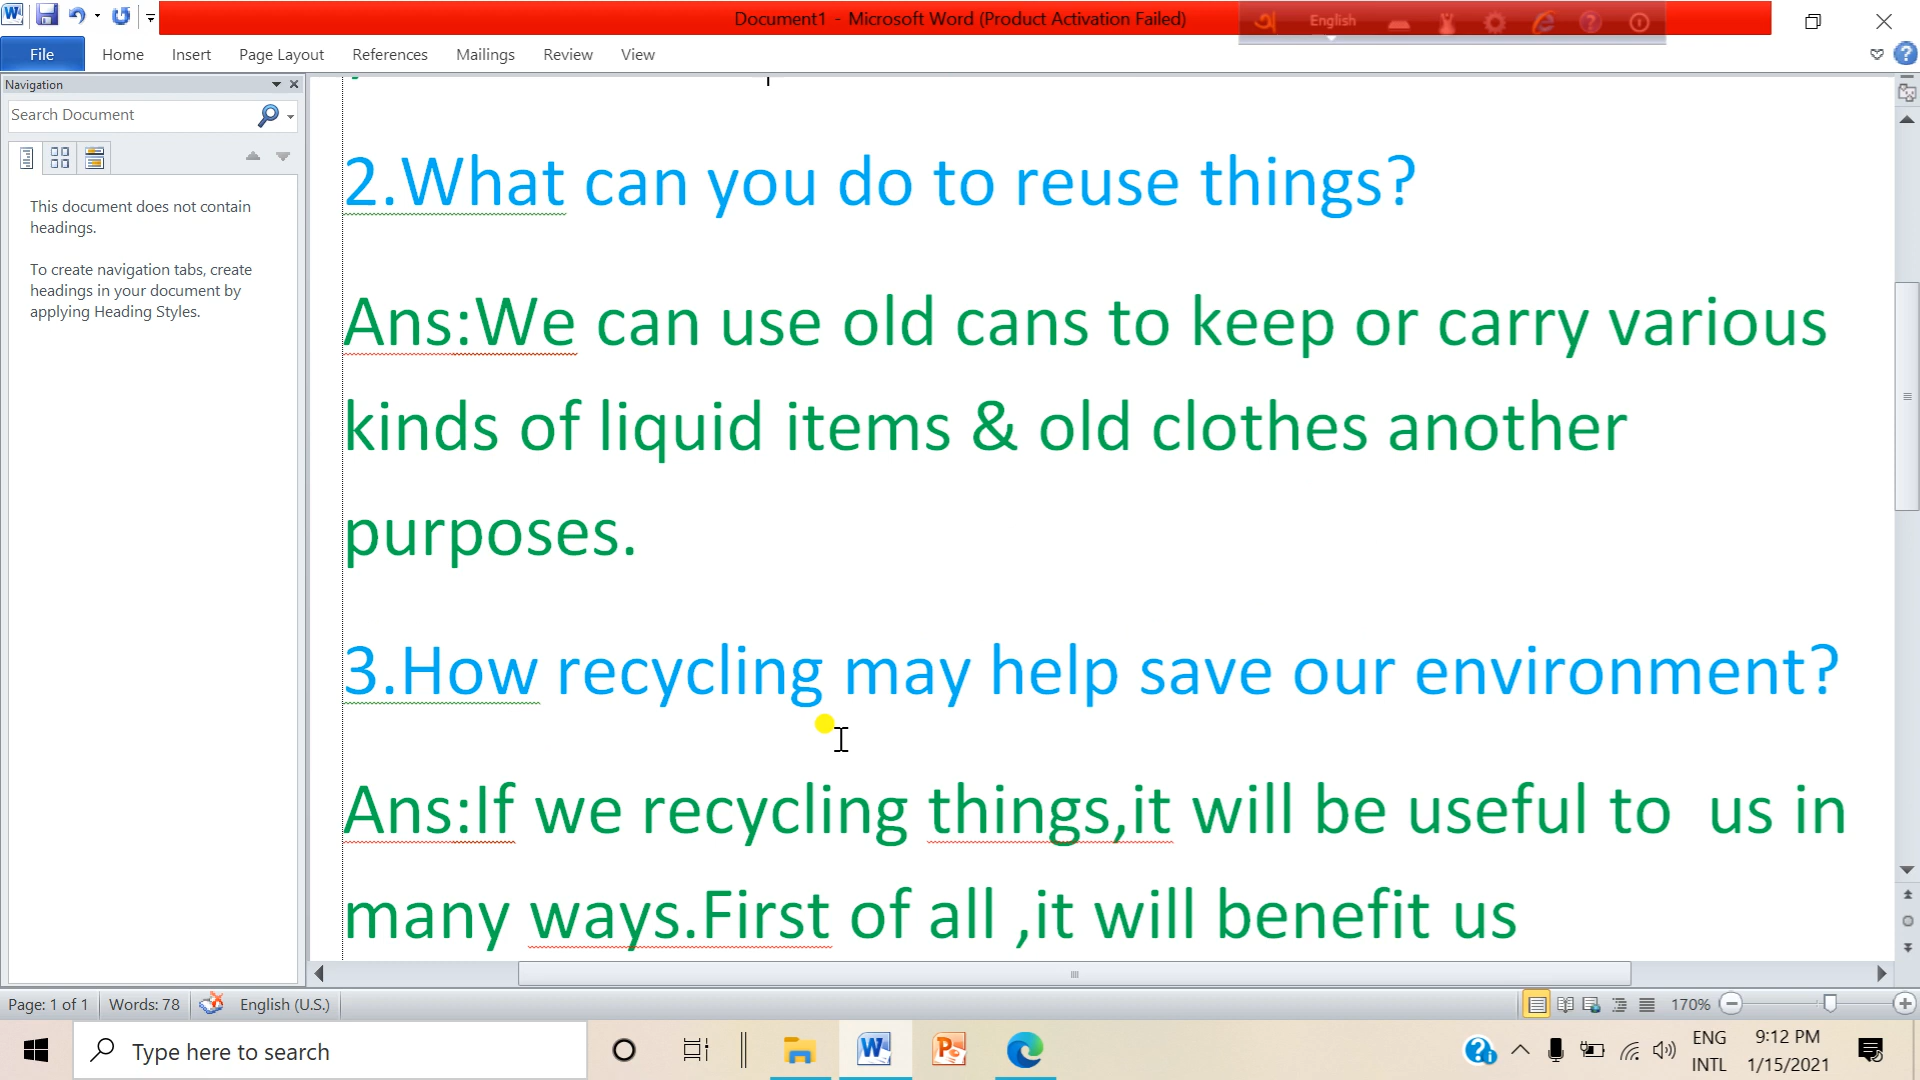 Document1 - Microsoft Word (Product Activation Failed)
English
File Home Insert Page Layout References Mailings Review View
Navigation
Search Document
This document does not contain
headings.
To create navigation tabs, create
headings in your document by
applying Heading Styles.
2.What can you do to reuse things?
Ans:We can use old cans to keep or carry various
kinds of liquid items & old clothes another
purposes.
3.How recycling may help save our environment?
Ans:If we recycling things,it will be useful to  us in
many ways.First of all ,it will benefit us
Page: 1 of 1 Words: 78 English (U.S.) 170%
Type here to search
ENG 9:12 PM
INTL 1/15/2021